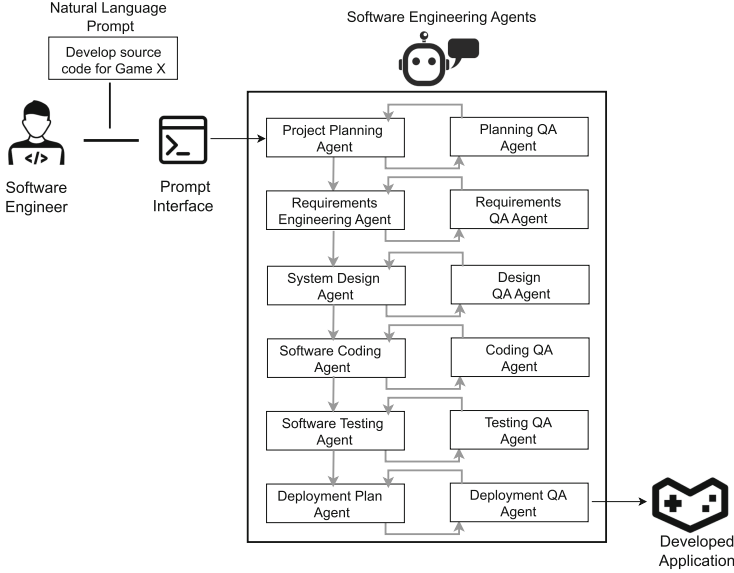 Natural Language
Prompt
Develop source
code for Game X
Software
Engineer
</>
Prompt
Interface
Software Engineering Agents
Project Planning
Agent
Planning QA
Agent
Requirements
Engineering Agent
Requirements
QA Agent
System Design
Agent
Design
QA Agent
Software Coding
Agent
Coding QA
Agent
Software Testing
Agent
Testing QA
Agent
Deployment Plan
Agent
Deployment QA
Agent
Developed
Application